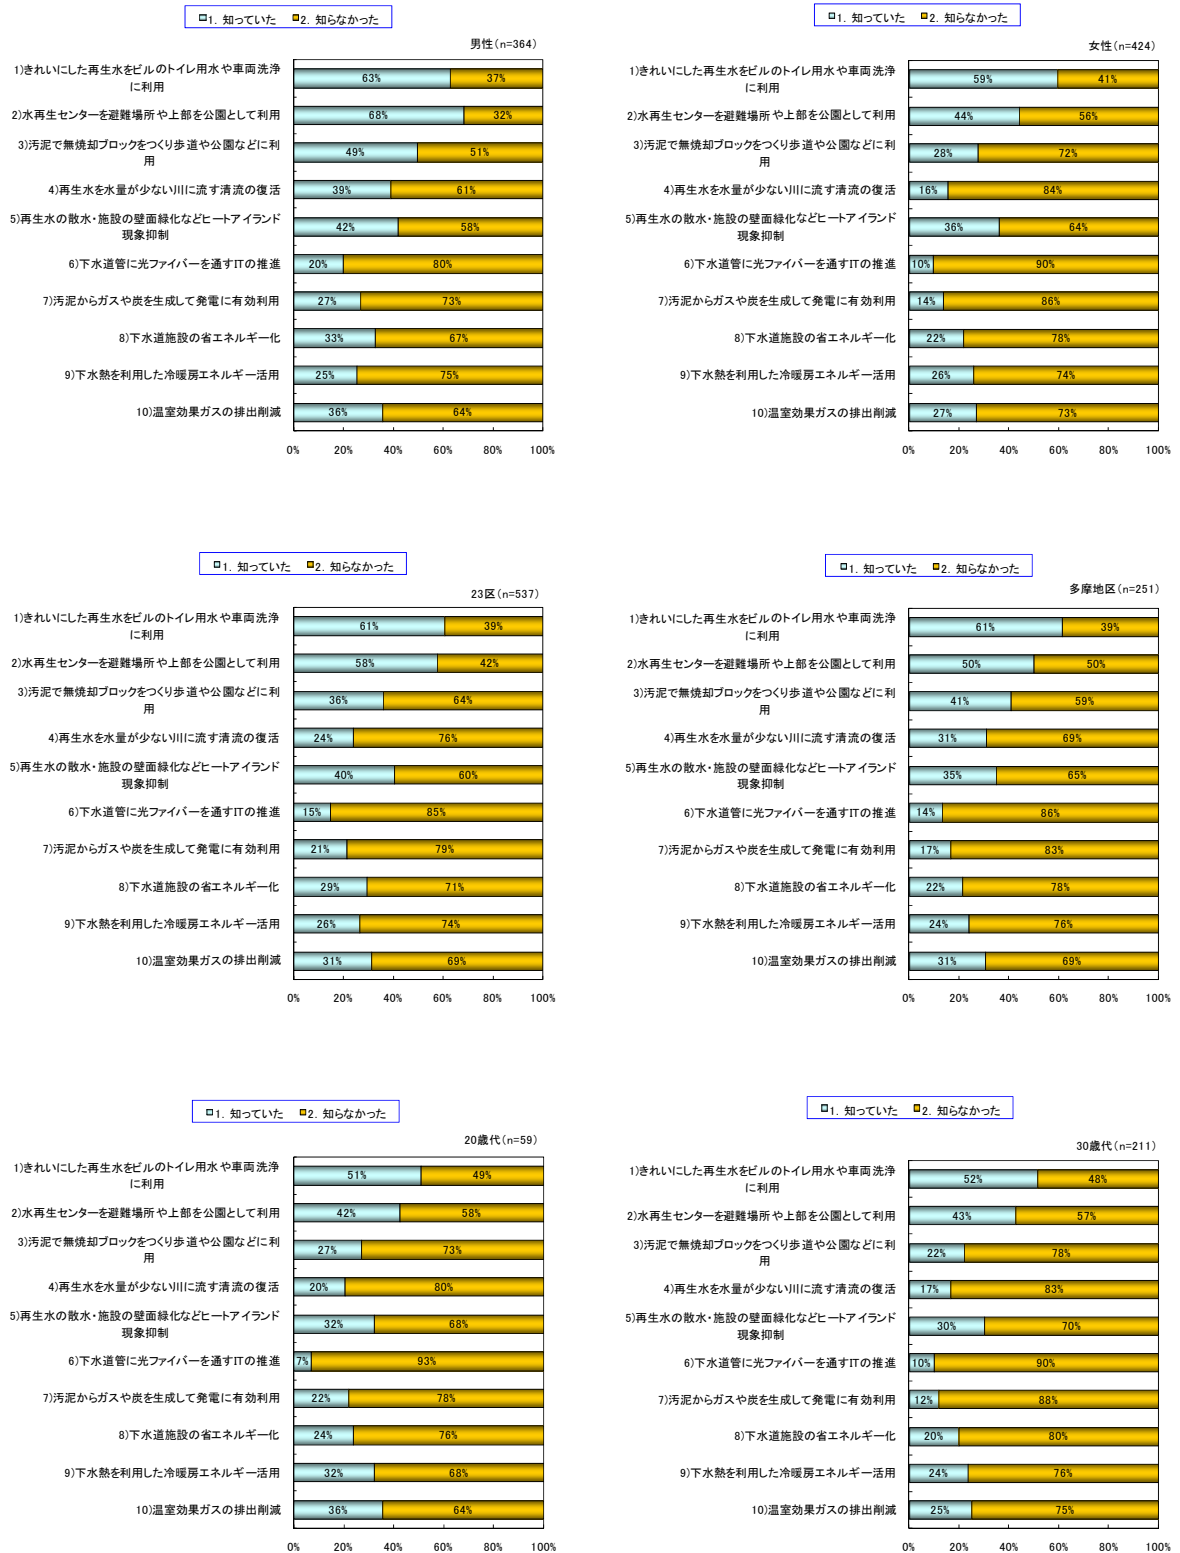 1. 知っていた 2. 知らなかった
男性(n=364)
1)きれいにした再生水をビルのトイレ用水や車両洗浄
に利用
63% 37%
2)水再生センターを避難場所や上部を公園として利用
68% 32%
3)汚泥で無焼却ブロックをつくり歩道や公園などに利
用
49% 51%
4)再生水を水量が少ない川に流す清流の復活
39% 61%
5)再生水の散水・施設の壁面緑化などヒートアイランド
現象抑制
42% 58%
6)下水道管に光ファイバーを通すITの推進
20% 80%
7)汚泥からガスや炭を生成して発電に有効利用
27% 73%
8)下水道施設の省エネルギー化
33% 67%
9)下水熱を利用した冷暖房エネルギー活用
25% 75%
10)温室効果ガスの排出削減
36% 64%
0% 20% 40% 60% 80% 100%
1. 知っていた 2. 知らなかった
女性(n=424)
1)きれいにした再生水をビルのトイレ用水や車両洗浄
に利用
59% 41%
2)水再生センターを避難場所や上部を公園として利用
44% 56%
3)汚泥で無焼却ブロックをつくり歩道や公園などに利
用
28% 72%
4)再生水を水量が少ない川に流す清流の復活
16% 84%
5)再生水の散水・施設の壁面緑化などヒートアイランド
現象抑制
36% 64%
6)下水道管に光ファイバーを通すITの推進
10% 90%
7)汚泥からガスや炭を生成して発電に有効利用
14% 86%
8)下水道施設の省エネルギー化
22% 78%
9)下水熱を利用した冷暖房エネルギー活用
26% 74%
10)温室効果ガスの排出削減
27% 73%
0% 20% 40% 60% 80% 100%
1. 知っていた 2. 知らなかった
23区(n=537)
1)きれいにした再生水をビルのトイレ用水や車両洗浄
に利用
61% 39%
2)水再生センターを避難場所や上部を公園として利用
58% 42%
3)汚泥で無焼却ブロックをつくり歩道や公園などに利
用
36% 64%
4)再生水を水量が少ない川に流す清流の復活
24% 76%
5)再生水の散水・施設の壁面緑化などヒートアイランド
現象抑制
40% 60%
6)下水道管に光ファイバーを通すITの推進
15% 85%
7)汚泥からガスや炭を生成して発電に有効利用
21% 79%
8)下水道施設の省エネルギー化
29% 71%
9)下水熱を利用した冷暖房エネルギー活用
26% 74%
10)温室効果ガスの排出削減
31% 69%
0% 20% 40% 60% 80% 100%
1. 知っていた 2. 知らなかった
多摩地区(n=251)
1)きれいにした再生水をビルのトイレ用水や車両洗浄
に利用
61% 39%
2)水再生センターを避難場所や上部を公園として利用
50% 50%
3)汚泥で無焼却ブロックをつくり歩道や公園などに利
用
41% 59%
4)再生水を水量が少ない川に流す清流の復活
31% 69%
5)再生水の散水・施設の壁面緑化などヒートアイランド
現象抑制
35% 65%
6)下水道管に光ファイバーを通すITの推進
14% 86%
7)汚泥からガスや炭を生成して発電に有効利用
17% 83%
8)下水道施設の省エネルギー化
22% 78%
9)下水熱を利用した冷暖房エネルギー活用
24% 76%
10)温室効果ガスの排出削減
31% 69%
0% 20% 40% 60% 80% 100%
1. 知っていた 2. 知らなかった
20歳代(n=59)
1)きれいにした再生水をビルのトイレ用水や車両洗浄
に利用
51% 49%
2)水再生センターを避難場所や上部を公園として利用
42% 58%
3)汚泥で無焼却ブロックをつくり歩道や公園などに利
用
27% 73%
4)再生水を水量が少ない川に流す清流の復活
20% 80%
5)再生水の散水・施設の壁面緑化などヒートアイランド
現象抑制
32% 68%
6)下水道管に光ファイバーを通すITの推進
7% 93%
7)汚泥からガスや炭を生成して発電に有効利用
22% 78%
8)下水道施設の省エネルギー化
24% 76%
9)下水熱を利用した冷暖房エネルギー活用
32% 68%
10)温室効果ガスの排出削減
36% 64%
0% 20% 40% 60% 80% 100%
1. 知っていた 2. 知らなかった
30歳代(n=211)
1)きれいにした再生水をビルのトイレ用水や車両洗浄
に利用
52% 48%
2)水再生センターを避難場所や上部を公園として利用
43% 57%
3)汚泥で無焼却ブロックをつくり歩道や公園などに利
用
22% 78%
4)再生水を水量が少ない川に流す清流の復活
17% 83%
5)再生水の散水・施設の壁面緑化などヒートアイランド
現象抑制
30% 70%
6)下水道管に光ファイバーを通すITの推進
10% 90%
7)汚泥からガスや炭を生成して発電に有効利用
12% 88%
8)下水道施設の省エネルギー化
20% 80%
9)下水熱を利用した冷暖房エネルギー活用
24% 76%
10)温室効果ガスの排出削減
25% 75%
0% 20% 40% 60% 80% 100%